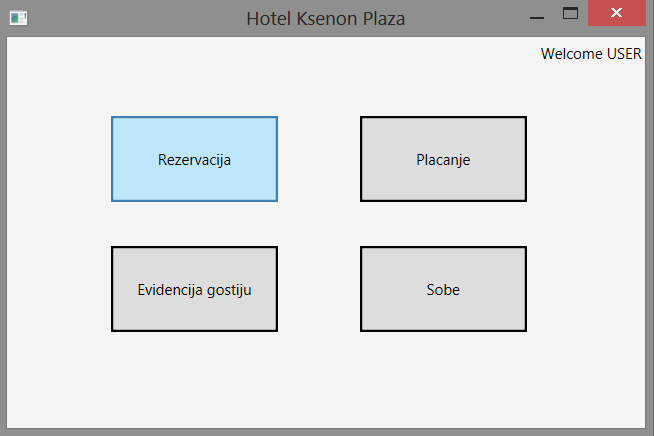 Hotel Ksenon Plaza
Welcome USER
Rezervacija
Placanje
Evidencija gostiju
Sobe